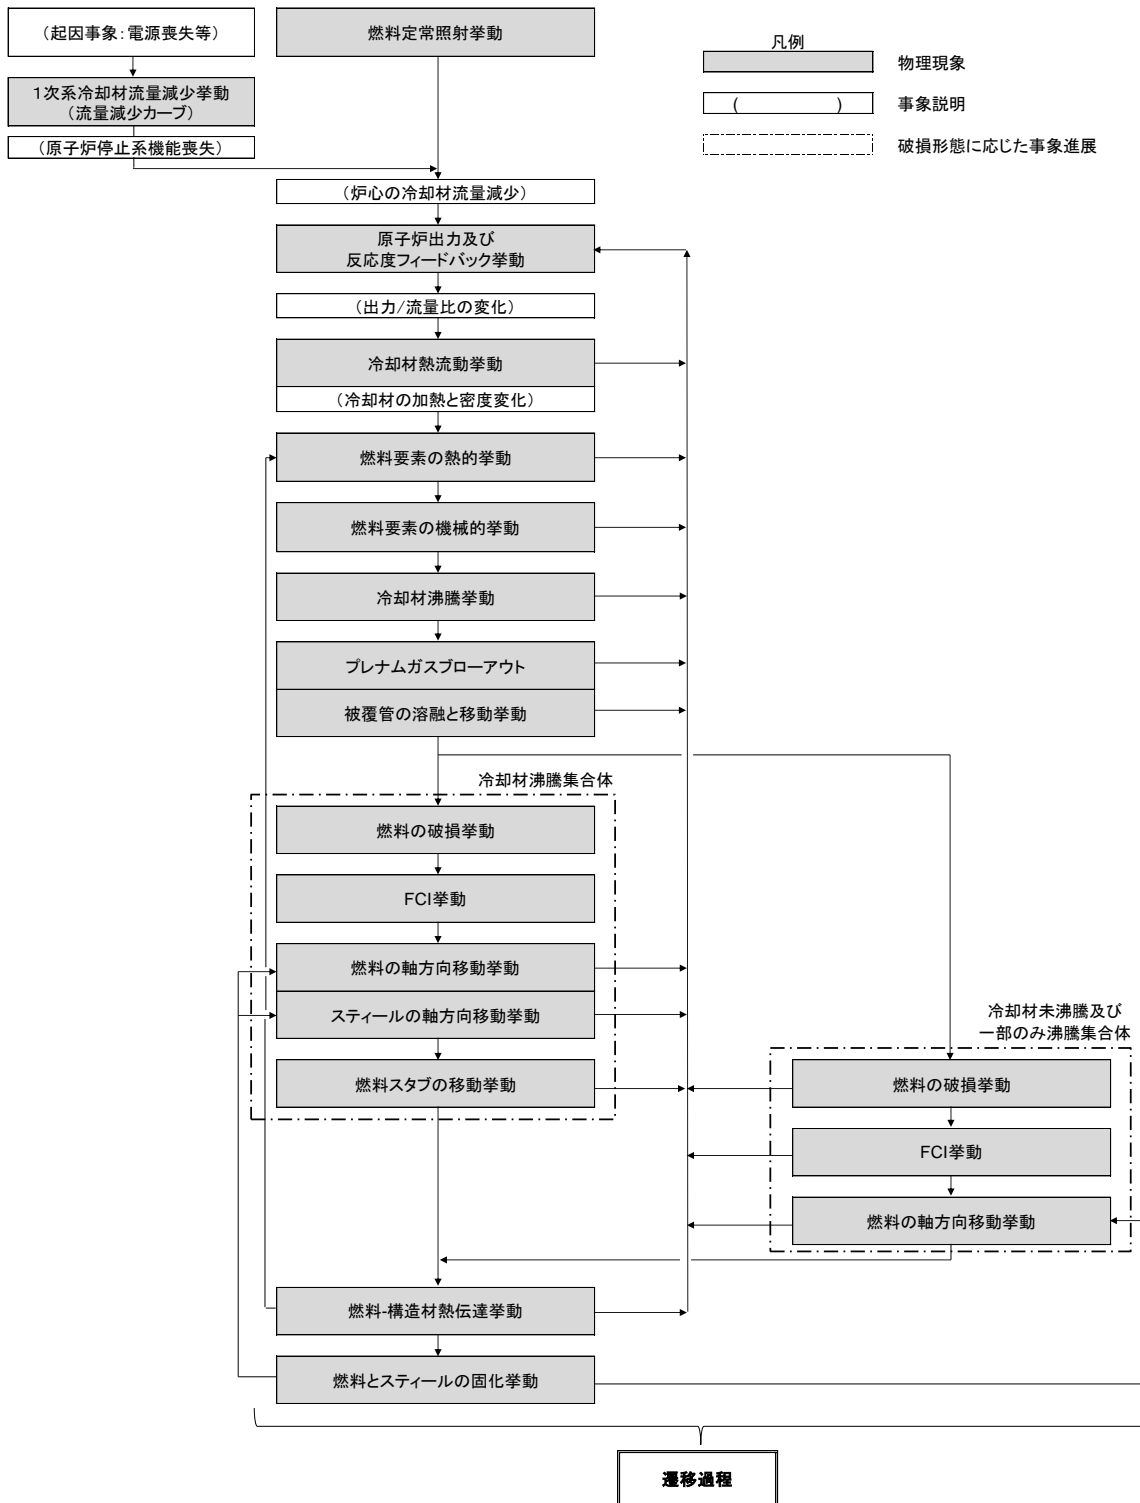 （起因事象：電源喪失等）
燃料定常照射挙動
凡例
物理現象
１次系冷却材流量減少挙動
（流量減少カーブ）
（　　　　　　　）
事象説明
（原子炉停止系機能喪失）
破損形態に応じた事象進展
（炉心の冷却材流量減少）
原子炉出力及び
反応度フィードバック挙動
（出力/流量比の変化）
冷却材熱流動挙動
（冷却材の加熱と密度変化）
燃料要素の熱的挙動
燃料要素の機械的挙動
冷却材沸騰挙動
プレナムガスブローアウト
被覆管の溶融と移動挙動
冷却材沸騰集合体
燃料の破損挙動
FCI挙動
燃料の軸方向移動挙動
スティールの軸方向移動挙動
燃料スタブの移動挙動
冷却材未沸騰及び
一部のみ沸騰集合体
燃料の破損挙動
FCI挙動
燃料の軸方向移動挙動
燃料-構造材熱伝達挙動
燃料とスティールの固化挙動
遷移過程